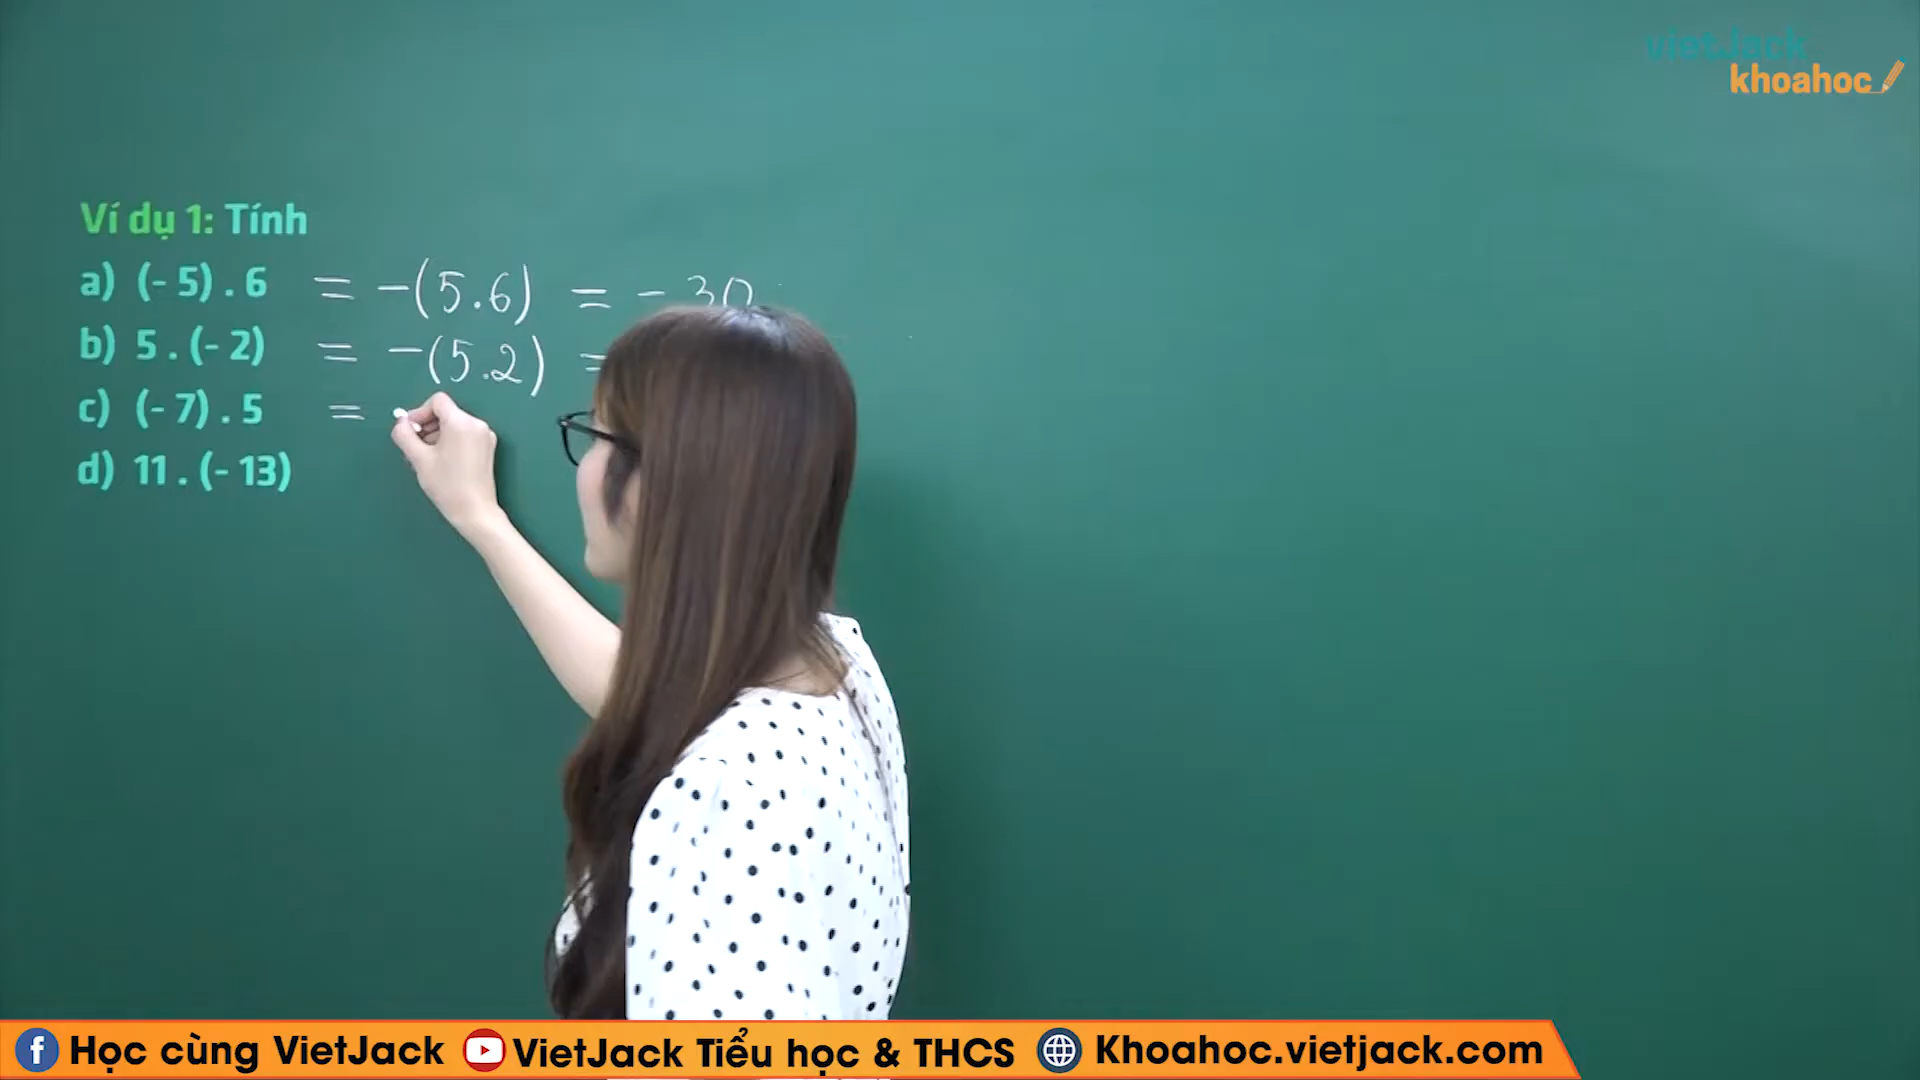 vietJack
khoahoc
Ví dụ 1: Tính
a) (- 5) . 6 = -(5.6) = - 30
b) 5 . (- 2) = -(5.2) =
c) (- 7) . 5 =
d) 11 . (- 13)
Học cùng VietJack VietJack Tiểu học & THCS Khoahoc.vietjack.com